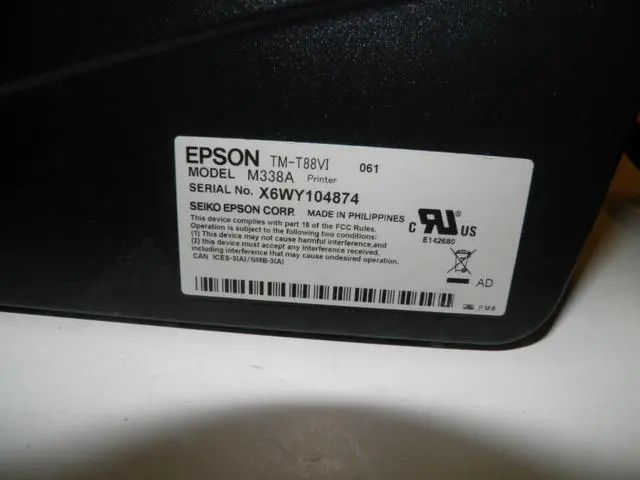 EPSON TM-T88VI 061
MODEL M338A Printer
SERIAL No. X6WY104874
SEIKO EPSON CORP. MADE IN PHILIPPINES
This device complies with part 15 of the FCC Rules.
Operation is subject to the following two conditions:
(1) This device may not cause harmful interference,and
(2) this device must accept any interference received,
including interference that may cause undesired operation.
CAN ICES-3(A)/NMB-3(A)
C RU US
E142680
AD
PM6